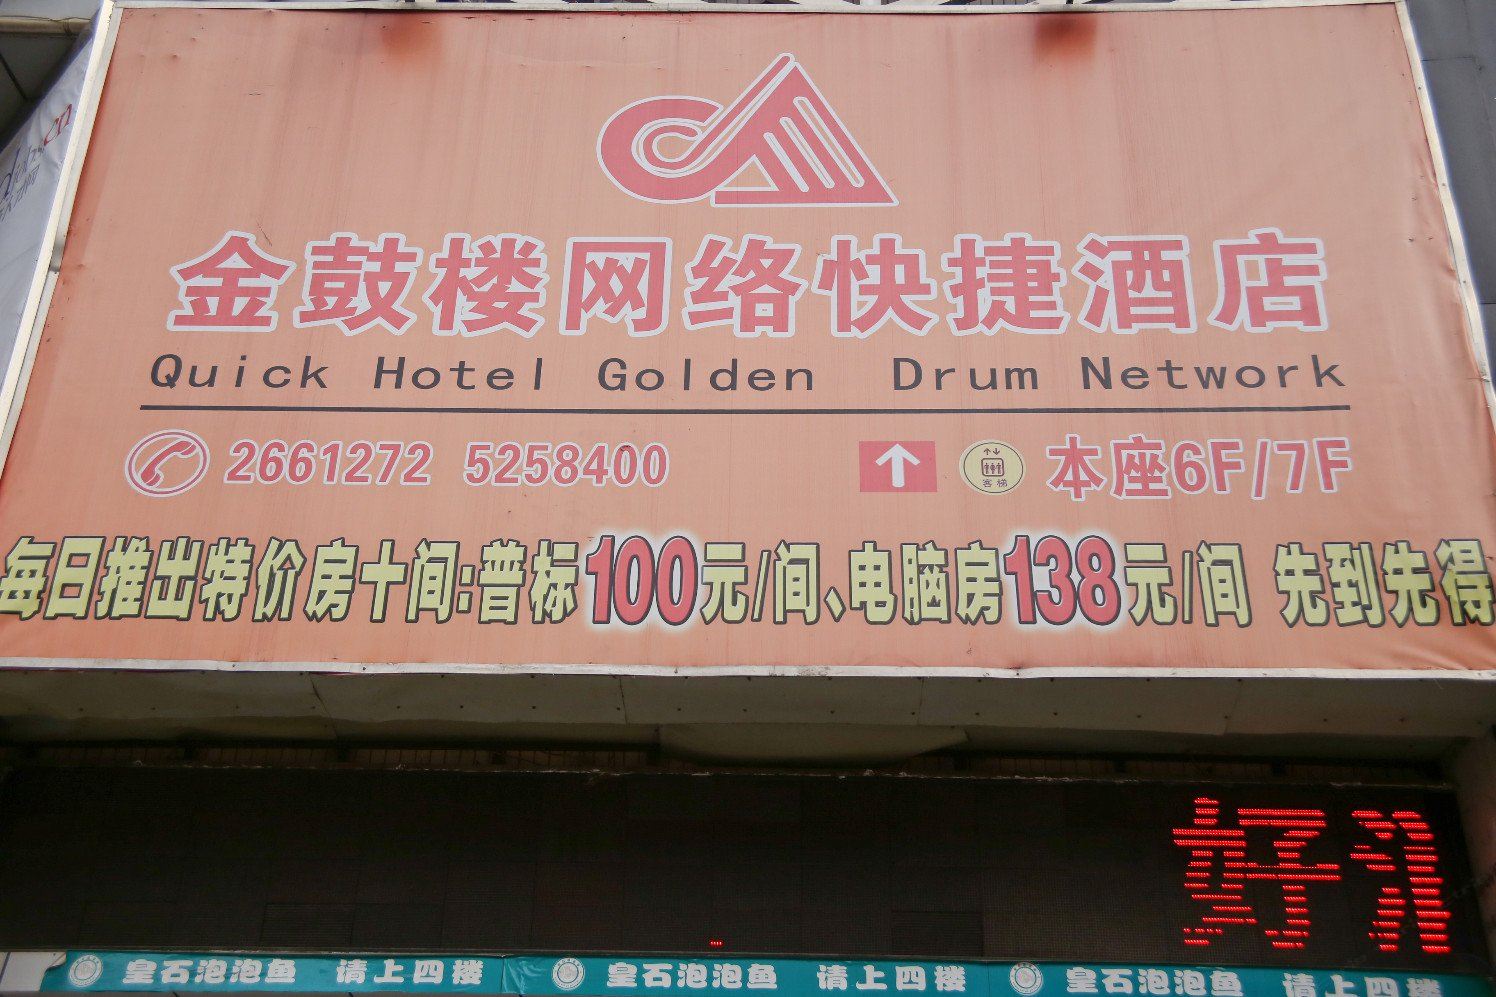 金鼓楼网络快捷酒店
Quick Hotel Golden Drum Network
2661272 5258400 客梯 本座6F/7F
每日推出特价房十间:普标100元/间、电脑房138元/间 先到先得
好
皇石泡泡鱼 请上四楼 皇石泡泡鱼 请上四楼 皇石泡泡鱼 请上四楼